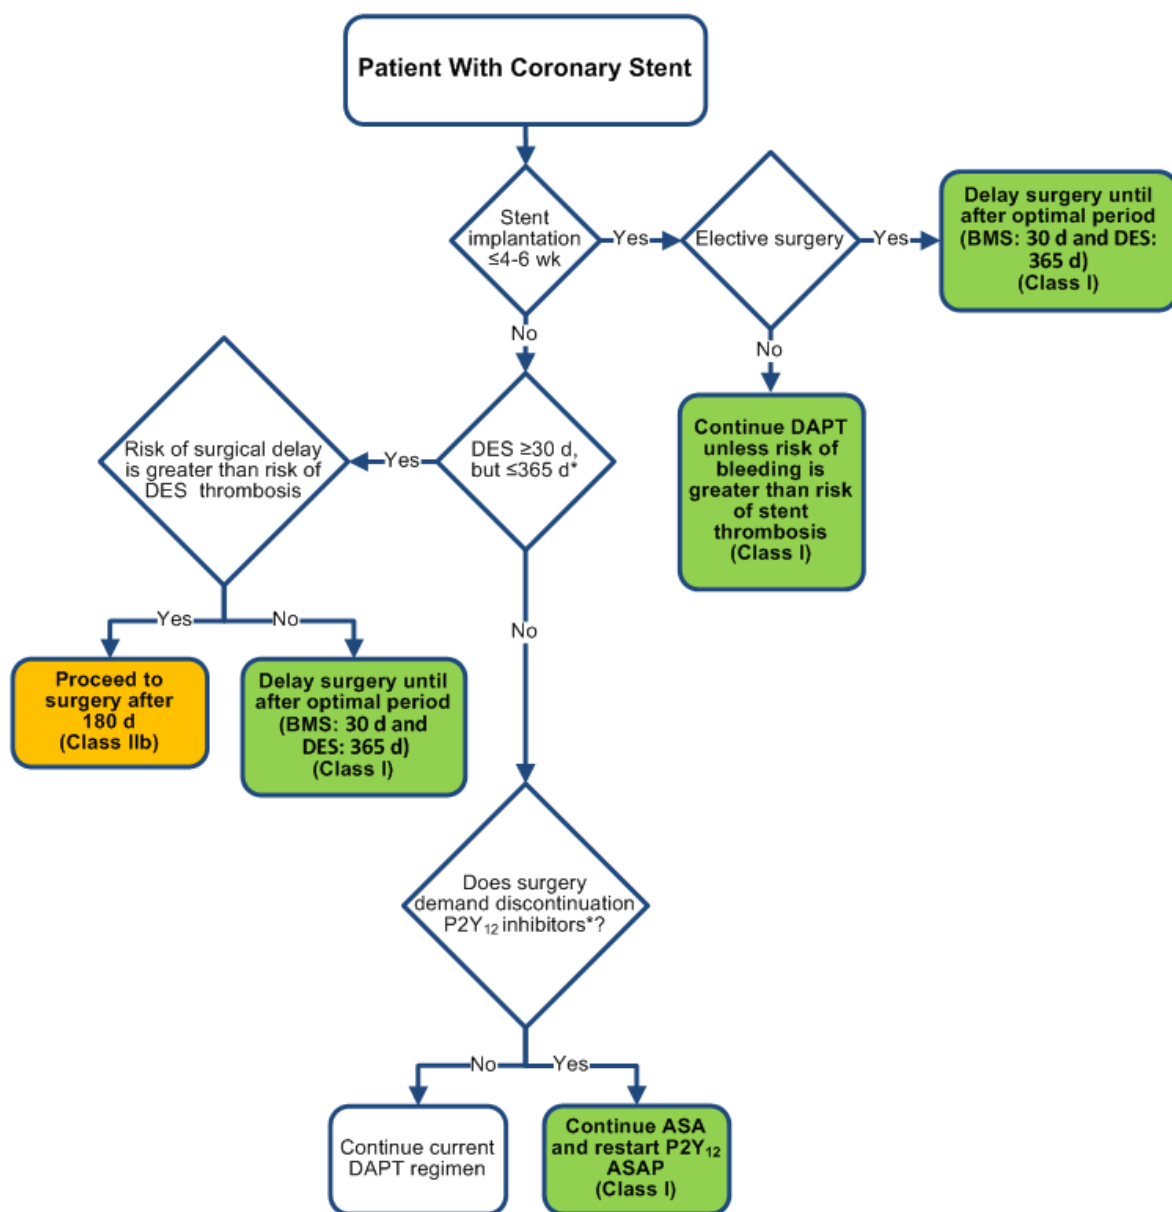 Patient With Coronary Stent
Stent
implantation
≤4-6 wk
Yes
Elective surgery
Yes
Delay surgery until
after optimal period
(BMS: 30 d and DES:
365 d)
(Class I)
No
No
Continue DAPT
unless risk of
bleeding is
greater than risk
of stent
thrombosis
(Class I)
DES ≥30 d,
but ≤365 d*
Yes
Risk of surgical delay
is greater than risk of
DES thrombosis
Yes
No
Proceed to
surgery after
180 d
(Class IIb)
Delay surgery until
after optimal period
(BMS: 30 d and
DES: 365 d)
(Class I)
No
Does surgery
demand discontinuation
P2Y₁₂ inhibitors*?
No
Yes
Continue current
DAPT regimen
Continue ASA
and restart P2Y₁₂
ASAP
(Class I)